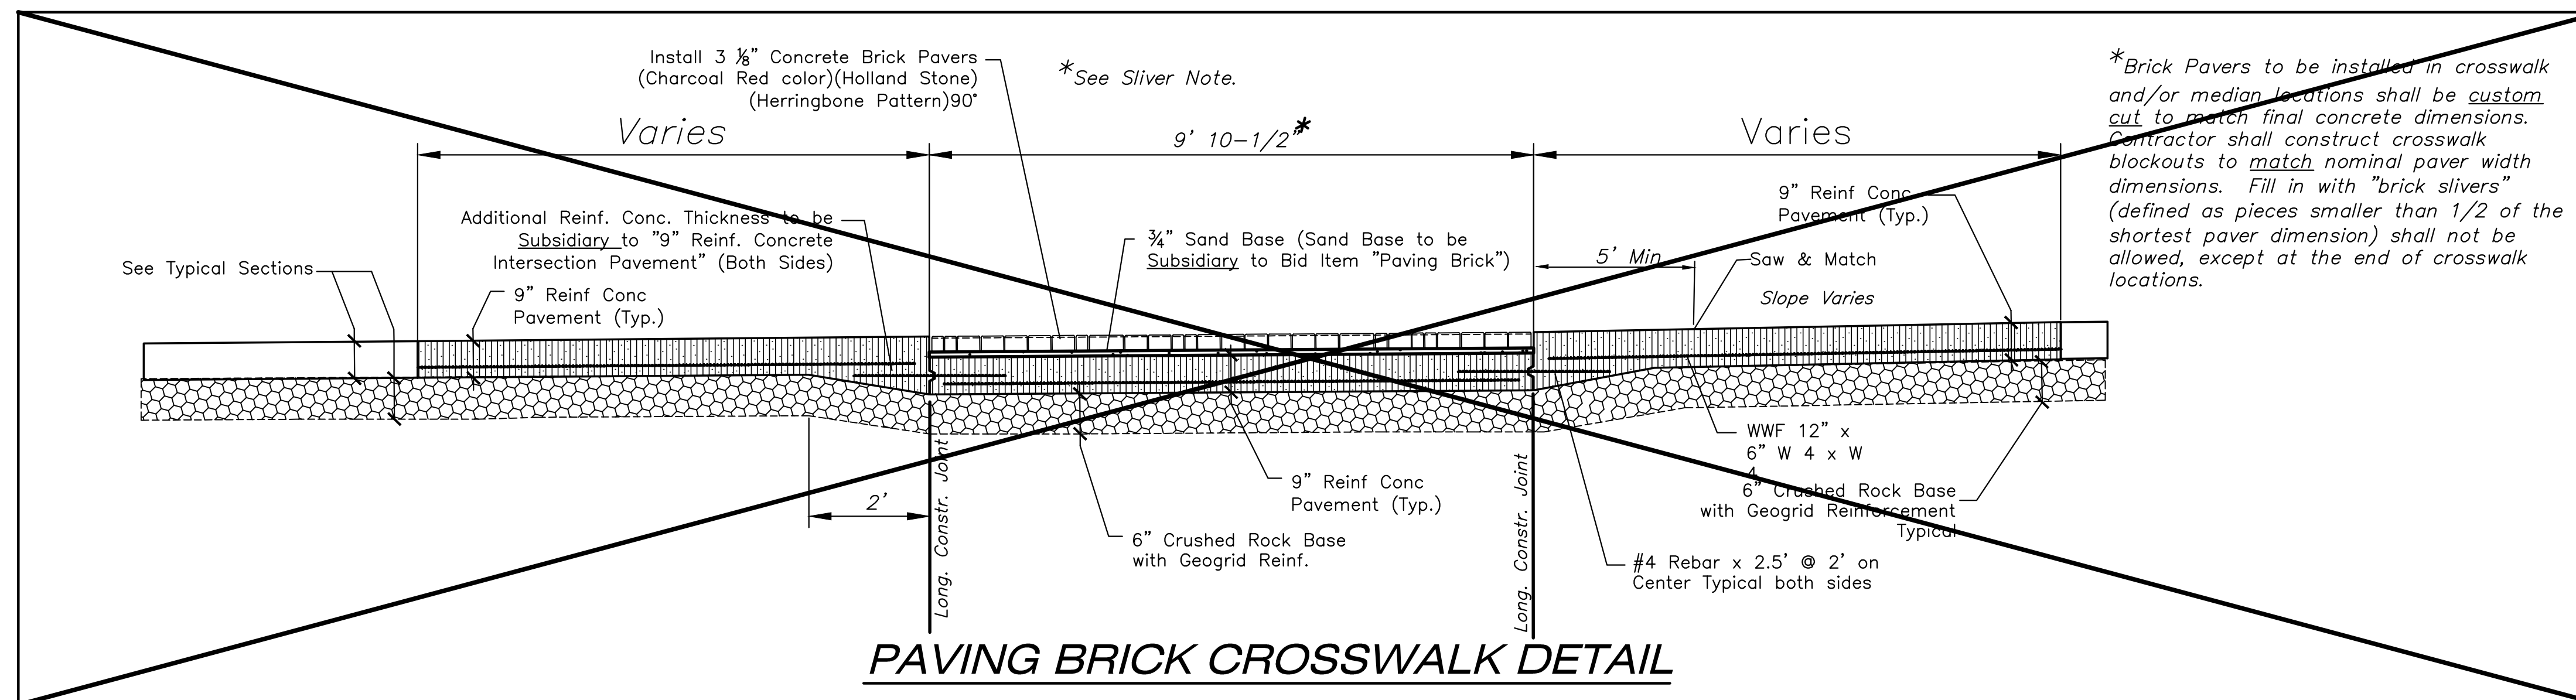 Install 3 ⅛" Concrete Brick Pavers
(Charcoal Red color)(Holland Stone)
(Herringbone Pattern)90°
*See Sliver Note.
*Brick Pavers to be installed in crosswalk
and/or median locations shall be custom
cut to match final concrete dimensions.
Contractor shall construct crosswalk
blockouts to match nominal paver width
dimensions. Fill in with "brick slivers"
(defined as pieces smaller than 1/2 of the
shortest paver dimension) shall not be
allowed, except at the end of crosswalk
locations.
Varies
9' 10-1/2"*
Varies
9" Reinf Conc
Pavement (Typ.)
Additional Reinf. Conc. Thickness to be
Subsidiary to "9" Reinf. Concrete
Intersection Pavement" (Both Sides)
¾" Sand Base (Sand Base to be
Subsidiary to Bid Item "Paving Brick")
5' Min
Saw & Match
Slope Varies
See Typical Sections
9" Reinf Conc
Pavement (Typ.)
WWF 12" x
6" W 4 x W
4
6" Crushed Rock Base
with Geogrid Reinforcement
Typical
2'
Long. Constr. Joint
9" Reinf Conc
Pavement (Typ.)
Long. Constr. Joint
6" Crushed Rock Base
with Geogrid Reinf.
#4 Rebar x 2.5' @ 2' on
Center Typical both sides
PAVING BRICK CROSSWALK DETAIL